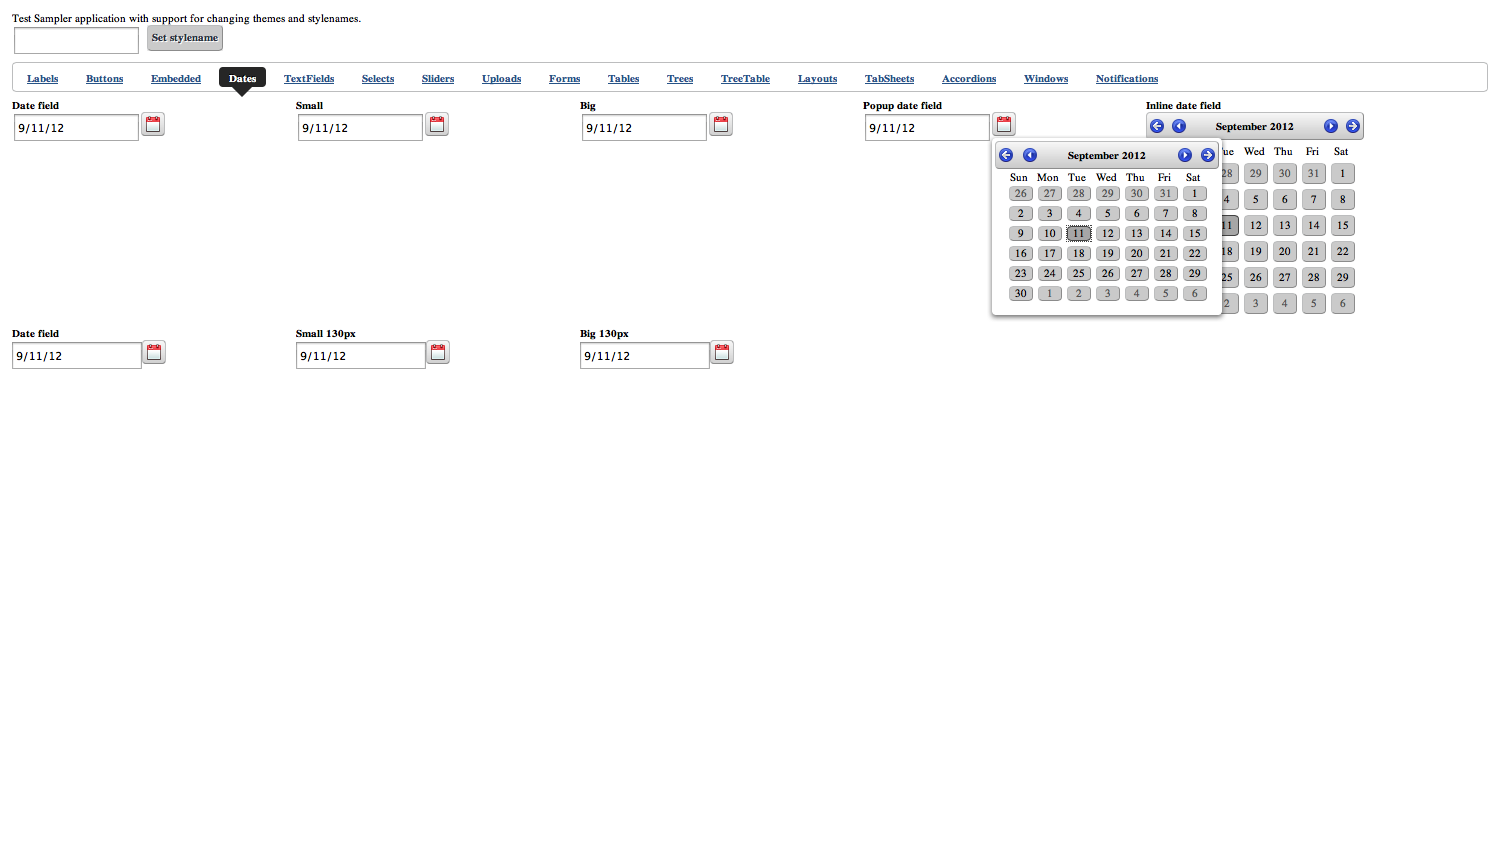 Test Sampler application with support for changing themes and stylenames.
Set stylename
Labels Buttons Embedded Dates TextFields Selects Sliders Uploads Forms Tables Trees TreeTable Layouts TabSheets Accordions Windows Notifications
Date field Small Big Popup date field Inline date field
9/11/12 9/11/12 9/11/12 9/11/12
September 2012
September 2012
Sun Mon Tue Wed Thu Fri Sat
26 27 28 29 30 31 1
2 3 4 5 6 7 8
9 10 11 12 13 14 15
16 17 18 19 20 21 22
23 24 25 26 27 28 29
30 1 2 3 4 5 6
ue Wed Thu Fri Sat
28 29 30 31 1
4 5 6 7 8
11 12 13 14 15
18 19 20 21 22
25 26 27 28 29
2 3 4 5 6
Date field Small 130px Big 130px
9/11/12 9/11/12 9/11/12